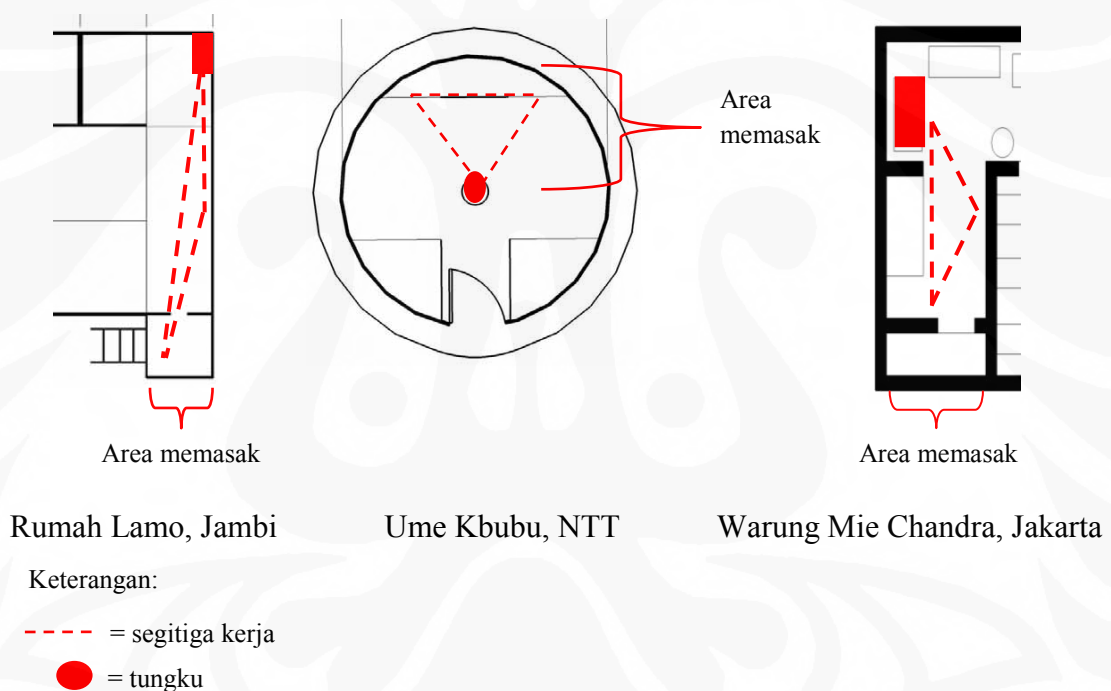 Area
memasak
Area memasak
Area memasak
Rumah Lamo, Jambi
Ume Kbubu, NTT
Warung Mie Chandra, Jakarta
Keterangan:
= segitiga kerja
= tungku